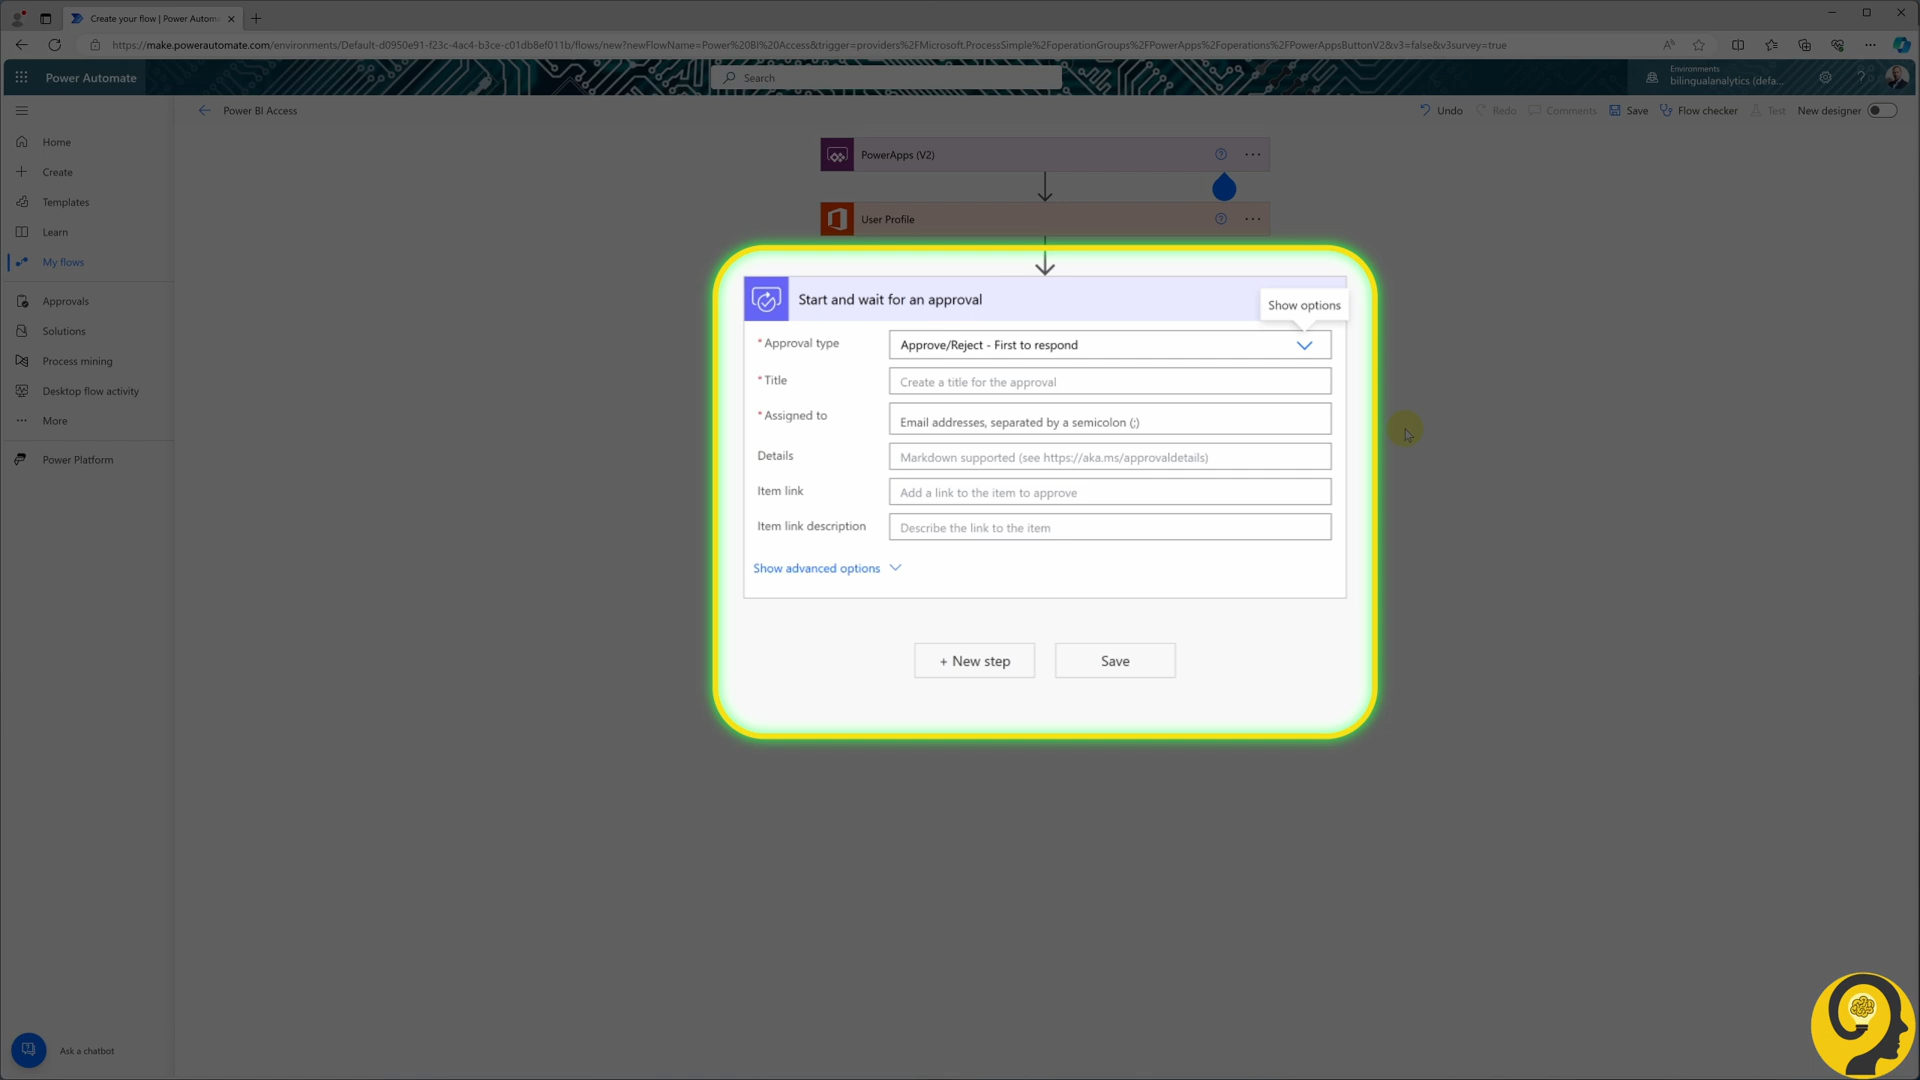 Create your flow | Power Autom
https://make.powerautomate.com/environments/Default-d0950e91-f23c-4ac4-b3ce-c01db8ef011b/flows/new?newFlowName=Power%20BI%20Access&trigger=providers%2FMicrosoft.ProcessSimple%2FoperationGroups%2FPowerApps%2Foperations%2FPowerAppsButtonV2&v3=false&v3survey=true
Power Automate
Search
Environments
bilingualanalytics (defa...
Power BI Access
Undo
Redo
Comments
Save
Flow checker
Test
New designer
Home
Create
Templates
Learn
My flows
Approvals
Solutions
Process mining
Desktop flow activity
More
Power Platform
Ask a chatbot
PowerApps (V2)
User Profile
Start and wait for an approval
Show options
* Approval type
Approve/Reject - First to respond
* Title
Create a title for the approval
* Assigned to
Email addresses, separated by a semicolon (;)
Details
Markdown supported (see https://aka.ms/approvaldetails)
Item link
Add a link to the item to approve
Item link description
Describe the link to the item
Show advanced options
+ New step
Save